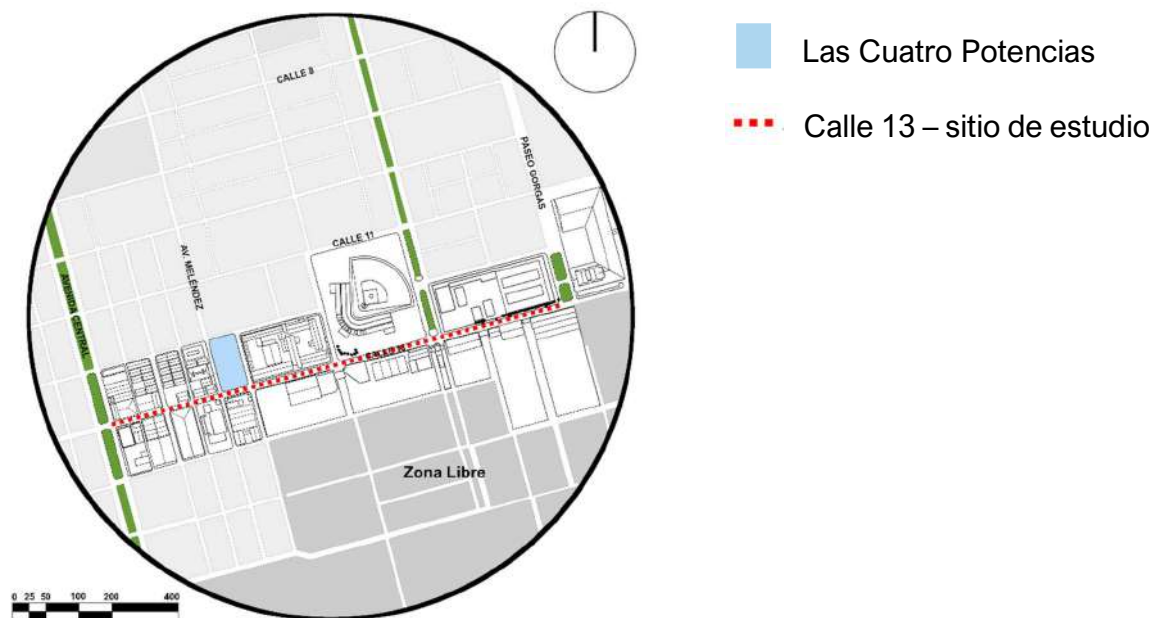 Las Cuatro Potencias
Calle 13 – sitio de estudio
CALLE 8
PASEO GORGAS
CALLE 11
AV. MELÉNDEZ
AVENIDA CENTRAL
Zona Libre
0 25 50 100 200 400